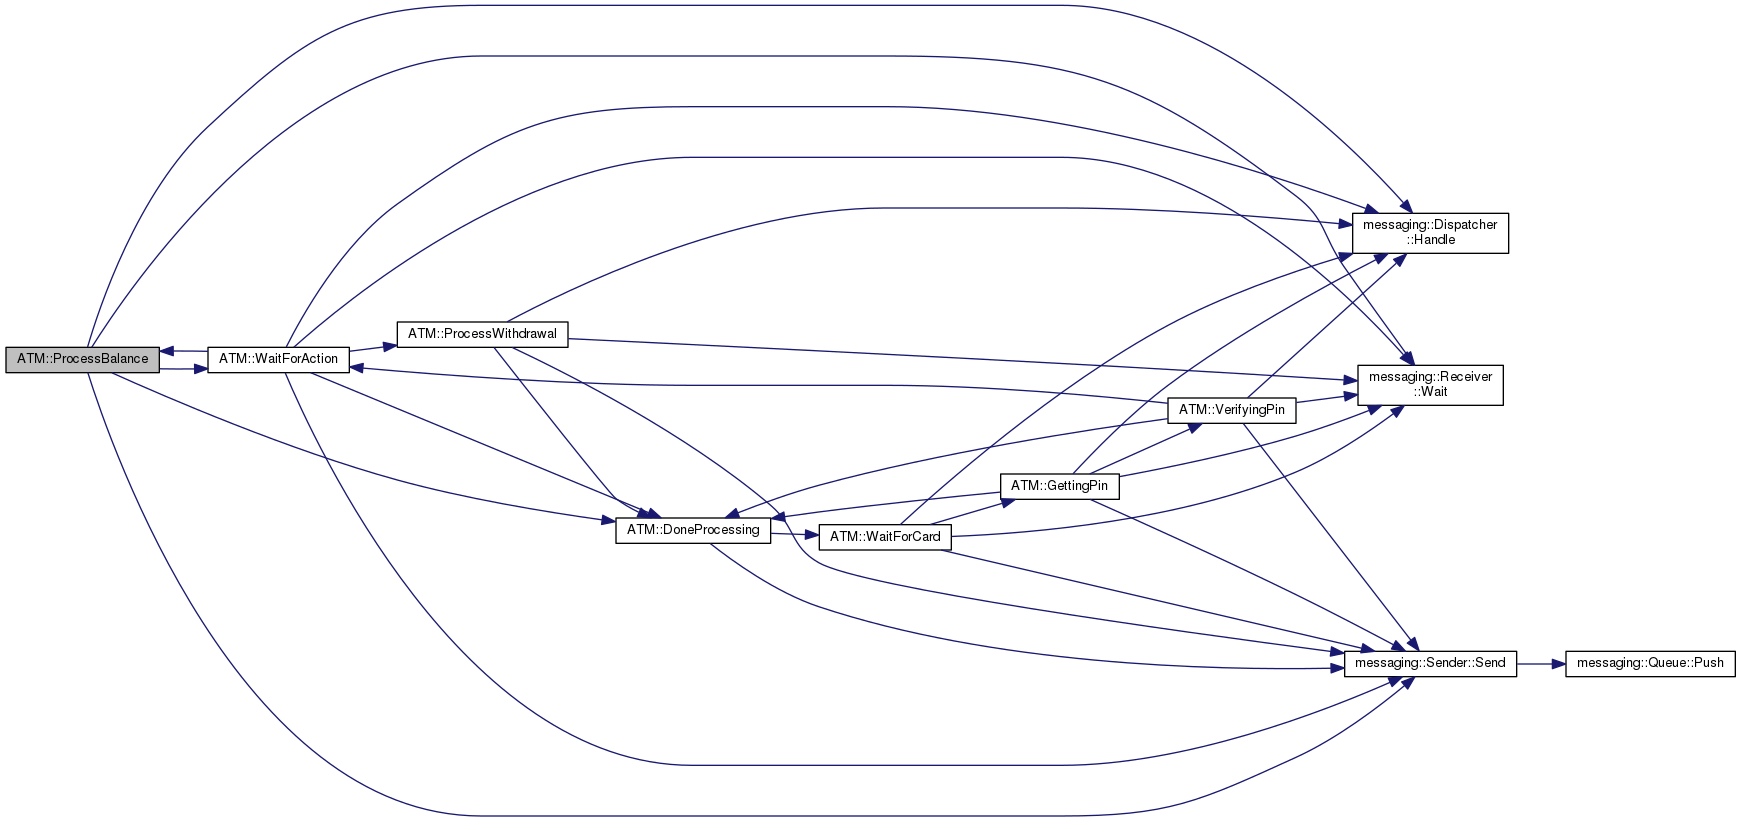 messaging::Dispatcher
::Handle
ATM::ProcessWithdrawal
ATM::ProcessBalance
ATM::WaitForAction
messaging::Receiver
::Wait
ATM::VerifyingPin
ATM::GettingPin
ATM::DoneProcessing
ATM::WaitForCard
messaging::Sender::Send
messaging::Queue::Push